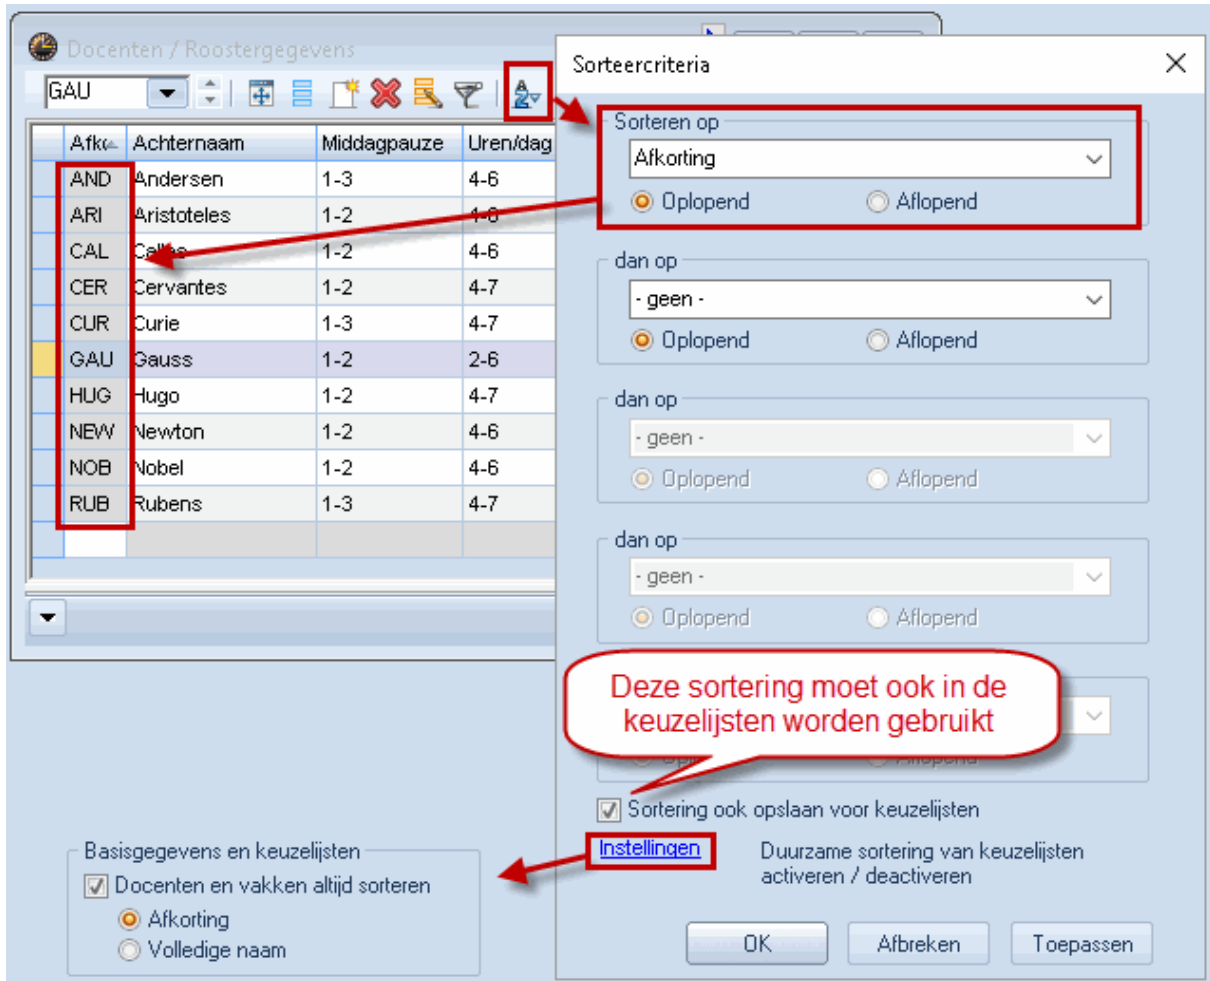 Docenten / Roostergegevens
GAU
Afkc Achternaam Middagpauze Uren/dag
AND Andersen 1-3 4-6
ARI Aristoteles 1-2 4-6
CAL Calles 1-2 4-6
CER Cervantes 1-2 4-7
CUR Curie 1-3 4-7
GAU Gauss 1-2 2-6
HUG Hugo 1-2 4-7
NEW Newton 1-2 4-6
NOB Nobel 1-2 4-6
RUB Rubens 1-3 4-7
Sorteercriteria
Sorteren op
Afkorting
Oplopend Aflopend
dan op
- geen -
Oplopend Aflopend
dan op
- geen -
Oplopend Aflopend
dan op
- geen -
Oplopend Aflopend
Deze sortering moet ook in de
keuzelijsten worden gebruikt
Sortering ook opslaan voor keuzelijsten
Instellingen
Duurzame sortering van keuzelijsten
activeren / deactiveren
OK Afbreken Toepassen
Basisgegevens en keuzelijsten
Docenten en vakken altijd sorteren
Afkorting
Volledige naam